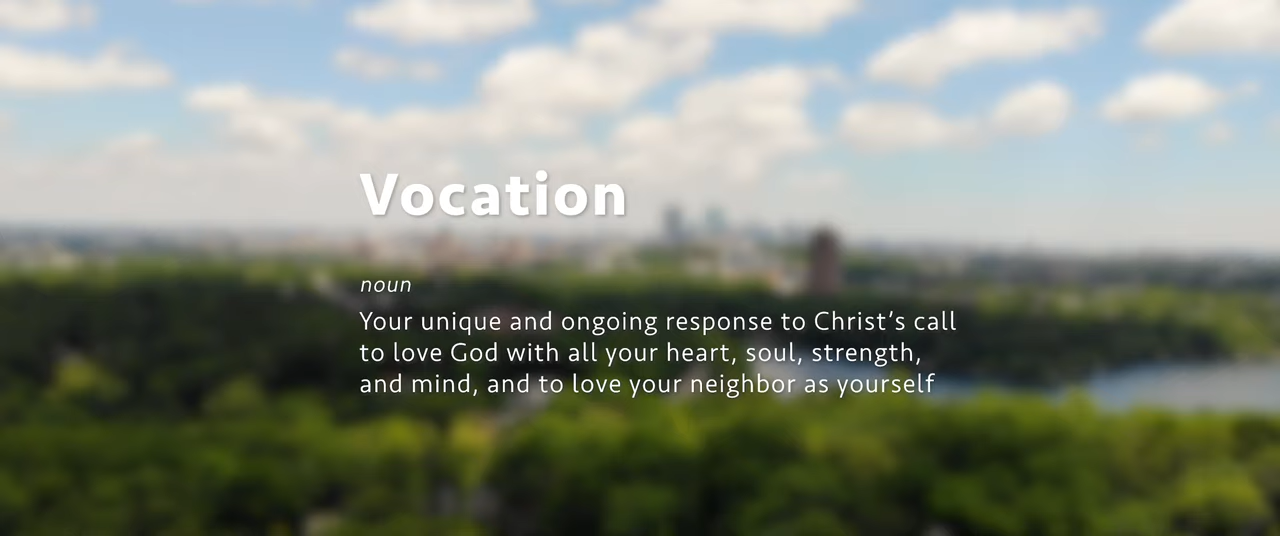 Vocation
noun
Your unique and ongoing response to Christ’s call
to love God with all your heart, soul, strength,
and mind, and to love your neighbor as yourself